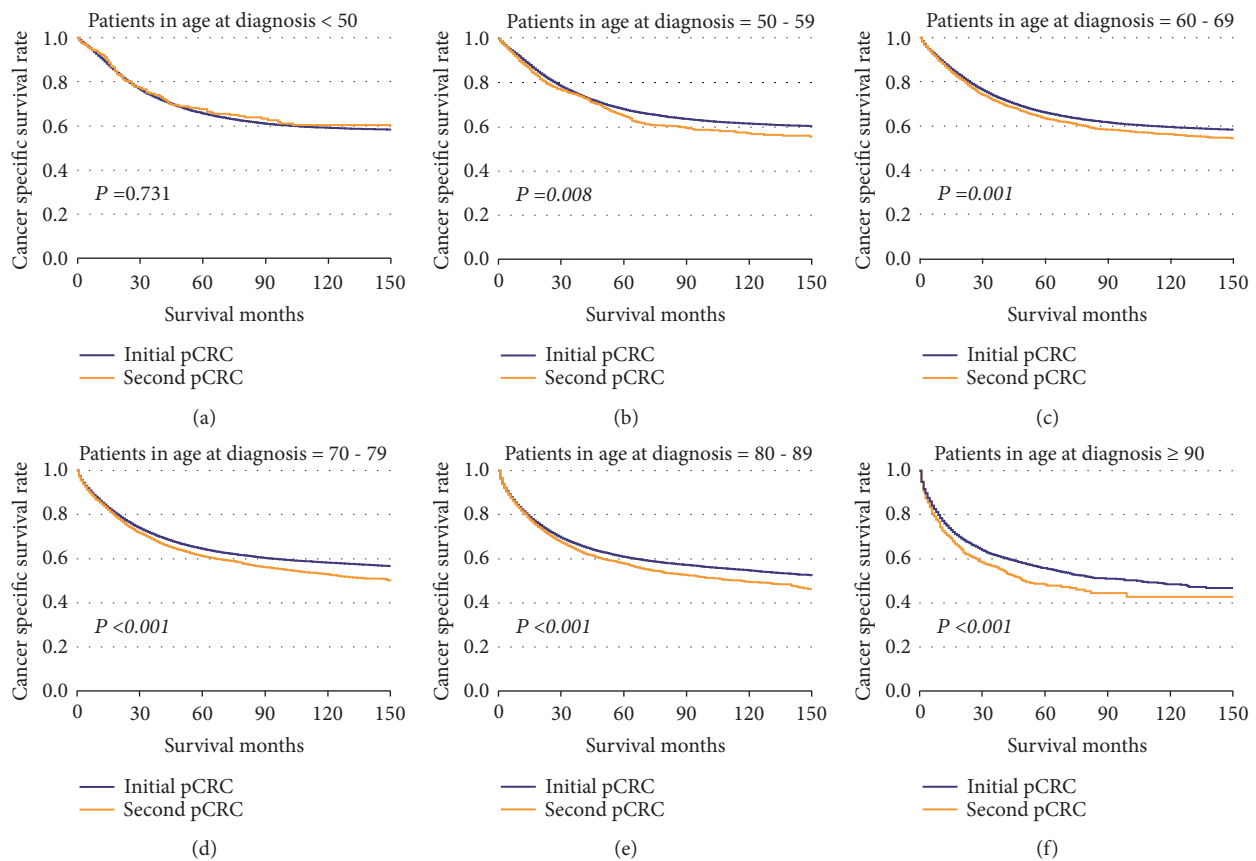 Patients in age at diagnosis < 50
Cancer specific survival rate
1.0
0.8
0.6
0.4
0.2
0.0
P =0.731
0 30 60 90 120 150
Survival months
Initial pCRC
Second pCRC
(a)
Patients in age at diagnosis = 50 - 59
Cancer specific survival rate
1.0
0.8
0.6
0.4
0.2
0.0
P =0.008
0 30 60 90 120 150
Survival months
Initial pCRC
Second pCRC
(b)
Patients in age at diagnosis = 60 - 69
Cancer specific survival rate
1.0
0.8
0.6
0.4
0.2
0.0
P =0.001
0 30 60 90 120 150
Survival months
Initial pCRC
Second pCRC
(c)
Patients in age at diagnosis = 70 - 79
Cancer specific survival rate
1.0
0.8
0.6
0.4
0.2
0.0
P <0.001
0 30 60 90 120 150
Survival months
Initial pCRC
Second pCRC
(d)
Patients in age at diagnosis = 80 - 89
Cancer specific survival rate
1.0
0.8
0.6
0.4
0.2
0.0
P <0.001
0 30 60 90 120 150
Survival months
Initial pCRC
Second pCRC
(e)
Patients in age at diagnosis ≥ 90
Cancer specific survival rate
1.0
0.8
0.6
0.4
0.2
0.0
P <0.001
0 30 60 90 120 150
Survival months
Initial pCRC
Second pCRC
(f)